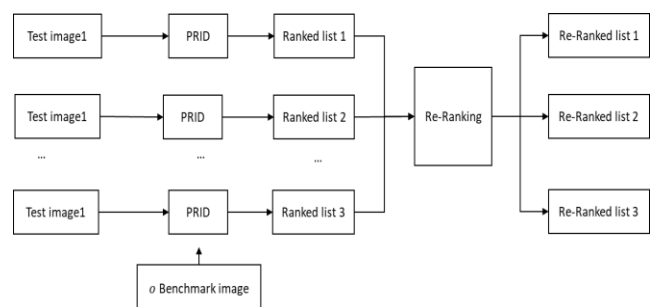 Test image1 PRID Ranked list 1 Re-Ranked list 1
Test image1 PRID Ranked list 2 Re-Ranking Re-Ranked list 2
... ... ...
Test image1 PRID Ranked list 3 Re-Ranked list 3
o Benchmark image